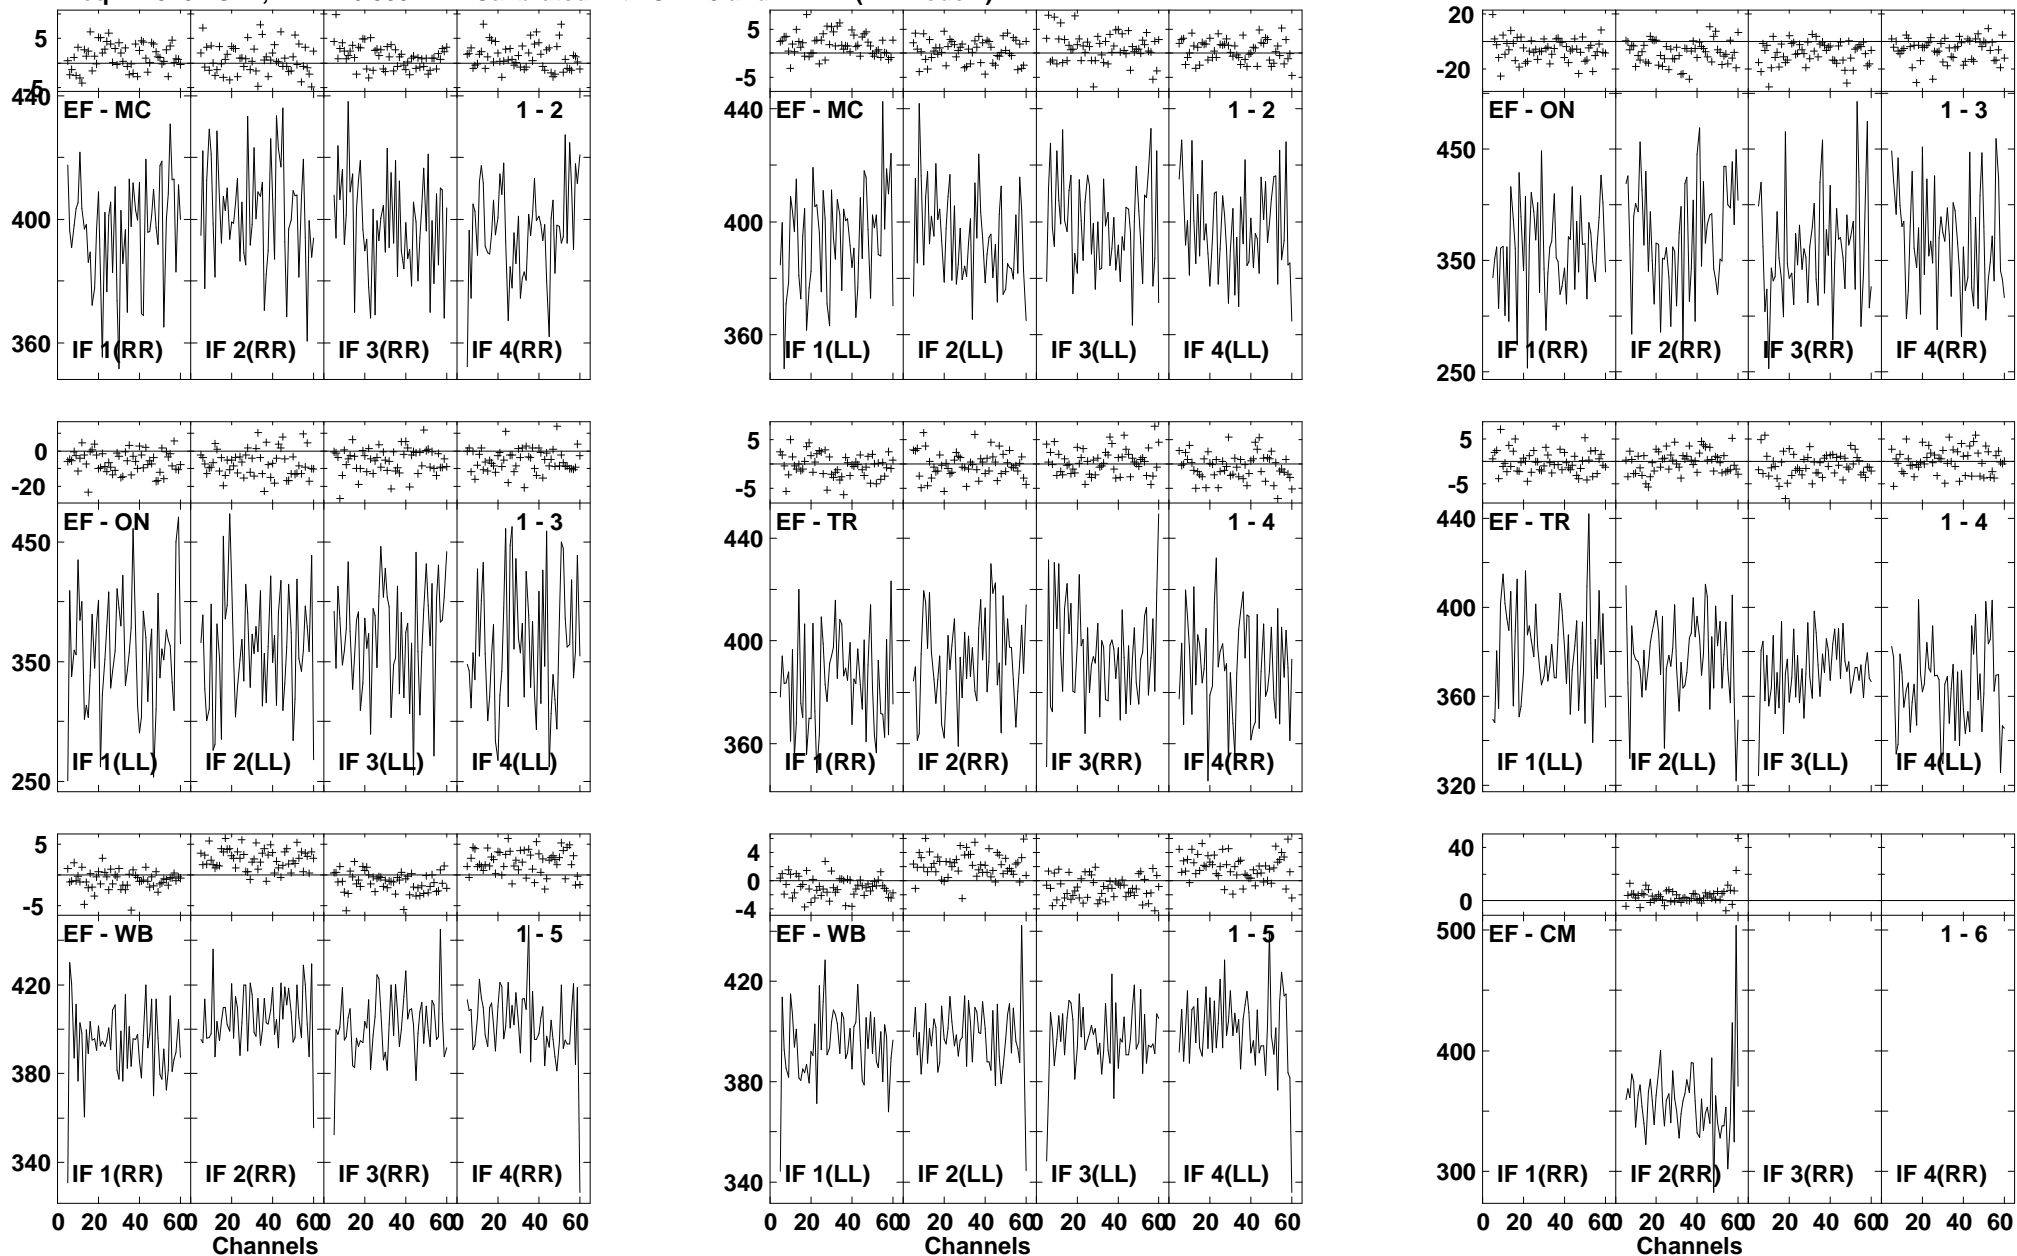 5
-5
440
EF - MC 1 - 2
400
360
IF 1(RR) IF 2(RR) IF 3(RR) IF 4(RR)
5
-5
440
EF - MC 1 - 2
400
360
IF 1(LL) IF 2(LL) IF 3(LL) IF 4(LL)
20
-20
EF - ON 1 - 3
450
350
250
IF 1(RR) IF 2(RR) IF 3(RR) IF 4(RR)
0
-20
EF - ON 1 - 3
450
350
250
IF 1(LL) IF 2(LL) IF 3(LL) IF 4(LL)
5
-5
EF - TR 1 - 4
440
400
360
IF 1(RR) IF 2(RR) IF 3(RR) IF 4(RR)
5
-5
EF - TR 1 - 4
440
400
360
320
IF 1(LL) IF 2(LL) IF 3(LL) IF 4(LL)
5
-5
EF - WB 1 - 5
420
380
340
IF 1(RR) IF 2(RR) IF 3(RR) IF 4(RR)
0 20 40 60 0 20 40 60 0 20 40 60 0 20 40 60
Channels
4
0
-4
EF - WB 1 - 5
420
380
340
IF 1(LL) IF 2(LL) IF 3(LL) IF 4(LL)
0 20 40 60 0 20 40 60 0 20 40 60 0 20 40 60
Channels
40
0
EF - CM 1 - 6
500
400
300
IF 1(RR) IF 2(RR) IF 3(RR) IF 4(RR)
0 20 40 60 0 20 40 60 0 20 40 60 0 20 40 60